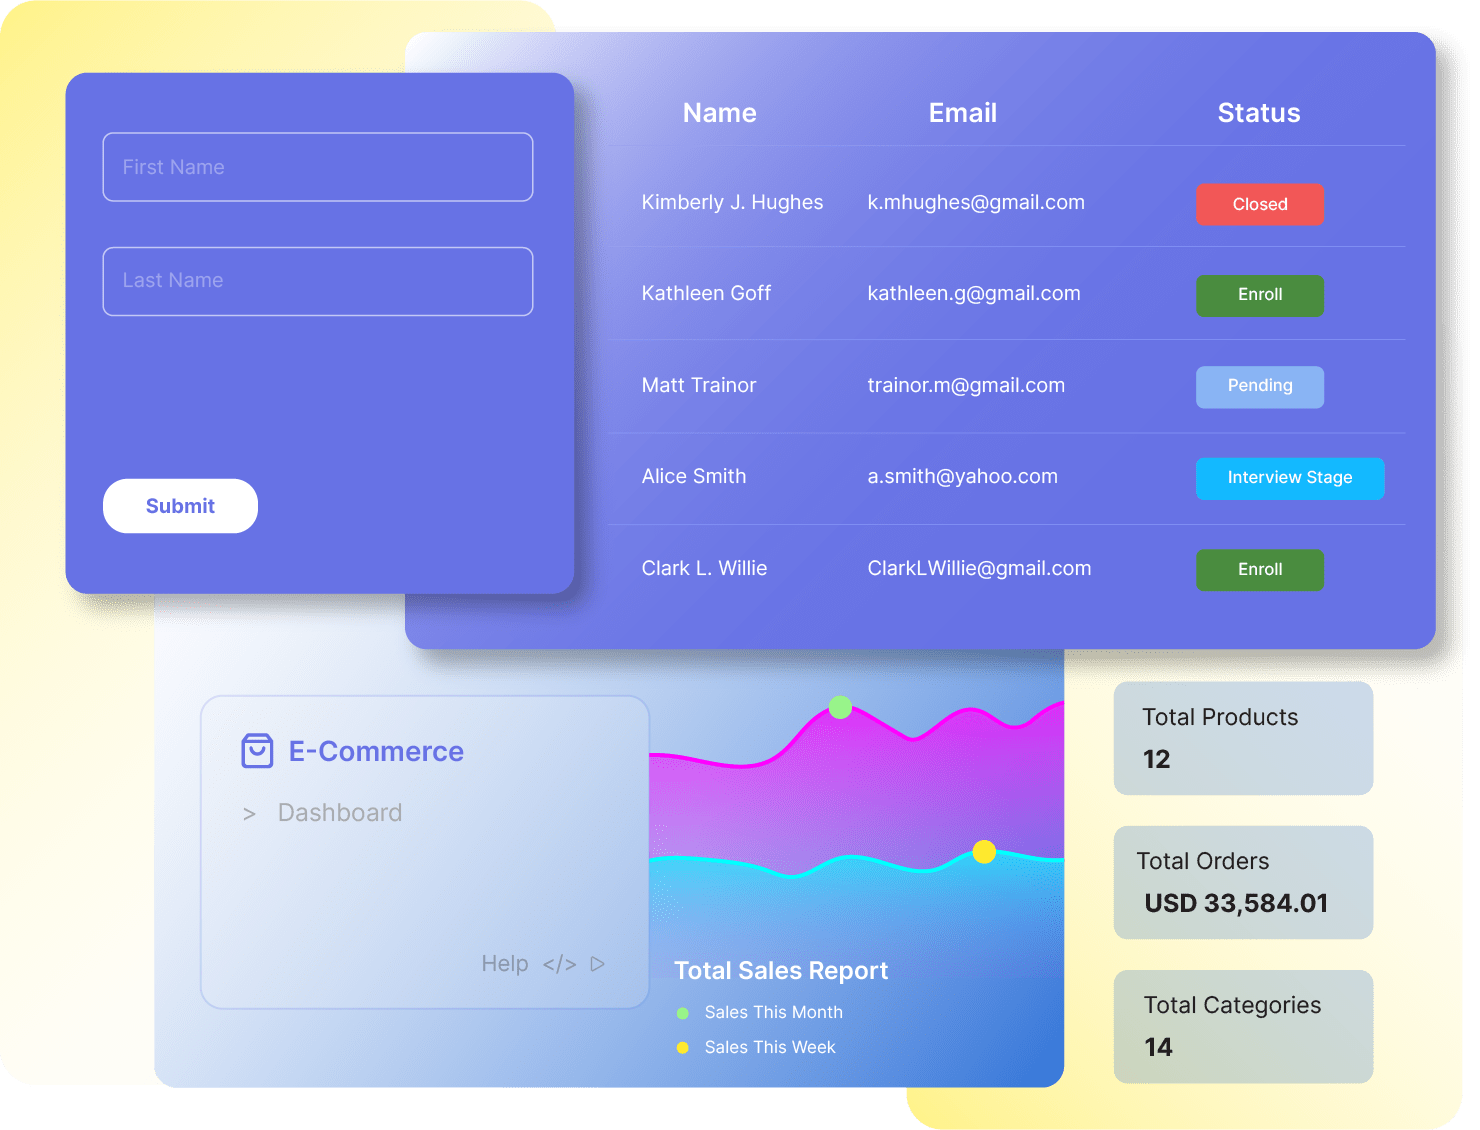 First Name
Last Name
Submit
Name Email Status
Kimberly J. Hughes k.mhughes@gmail.com Closed
Kathleen Goff kathleen.g@gmail.com Enroll
Matt Trainor trainor.m@gmail.com Pending
Alice Smith a.smith@yahoo.com Interview Stage
Clark L. Willie ClarkLWillie@gmail.com Enroll
E-Commerce
> Dashboard
Help </>
Total Sales Report
Sales This Month
Sales This Week
Total Products
12
Total Orders
USD 33,584.01
Total Categories
14